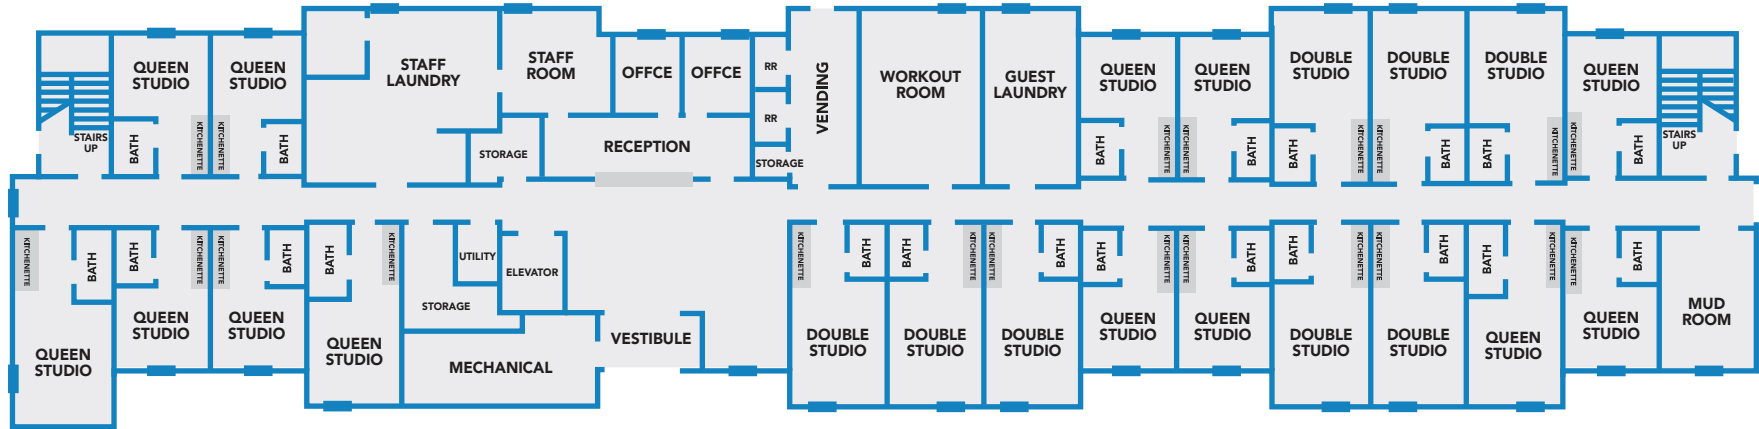 QUEEN
STUDIO
QUEEN
STUDIO
STAFF
LAUNDRY
STAFF
ROOM
OFFCE
OFFCE
RR
RR
VENDING
WORKOUT
ROOM
GUEST
LAUNDRY
QUEEN
STUDIO
QUEEN
STUDIO
DOUBLE
STUDIO
DOUBLE
STUDIO
DOUBLE
STUDIO
QUEEN
STUDIO
STAIRS
UP
BATH
KITCHENETTE
KITCHENETTE
BATH
STORAGE
RECEPTION
STORAGE
BATH
KITCHENETTE
KITCHENETTE
BATH
BATH
KITCHENETTE
KITCHENETTE
BATH
BATH
KITCHENETTE
KITCHENETTE
BATH
STAIRS
UP
KITCHENETTE
BATH
BATH
KITCHENETTE
KITCHENETTE
BATH
BATH
KITCHENETTE
UTILITY
ELEVATOR
STORAGE
KITCHENETTE
BATH
BATH
KITCHENETTE
KITCHENETTE
BATH
BATH
KITCHENETTE
KITCHENETTE
BATH
BATH
KITCHENETTE
KITCHENETTE
BATH
BATH
KITCHENETTE
KITCHENETTE
BATH
QUEEN
STUDIO
QUEEN
STUDIO
QUEEN
STUDIO
QUEEN
STUDIO
MECHANICAL
VESTIBULE
DOUBLE
STUDIO
DOUBLE
STUDIO
DOUBLE
STUDIO
QUEEN
STUDIO
QUEEN
STUDIO
DOUBLE
STUDIO
DOUBLE
STUDIO
QUEEN
STUDIO
QUEEN
STUDIO
MUD
ROOM